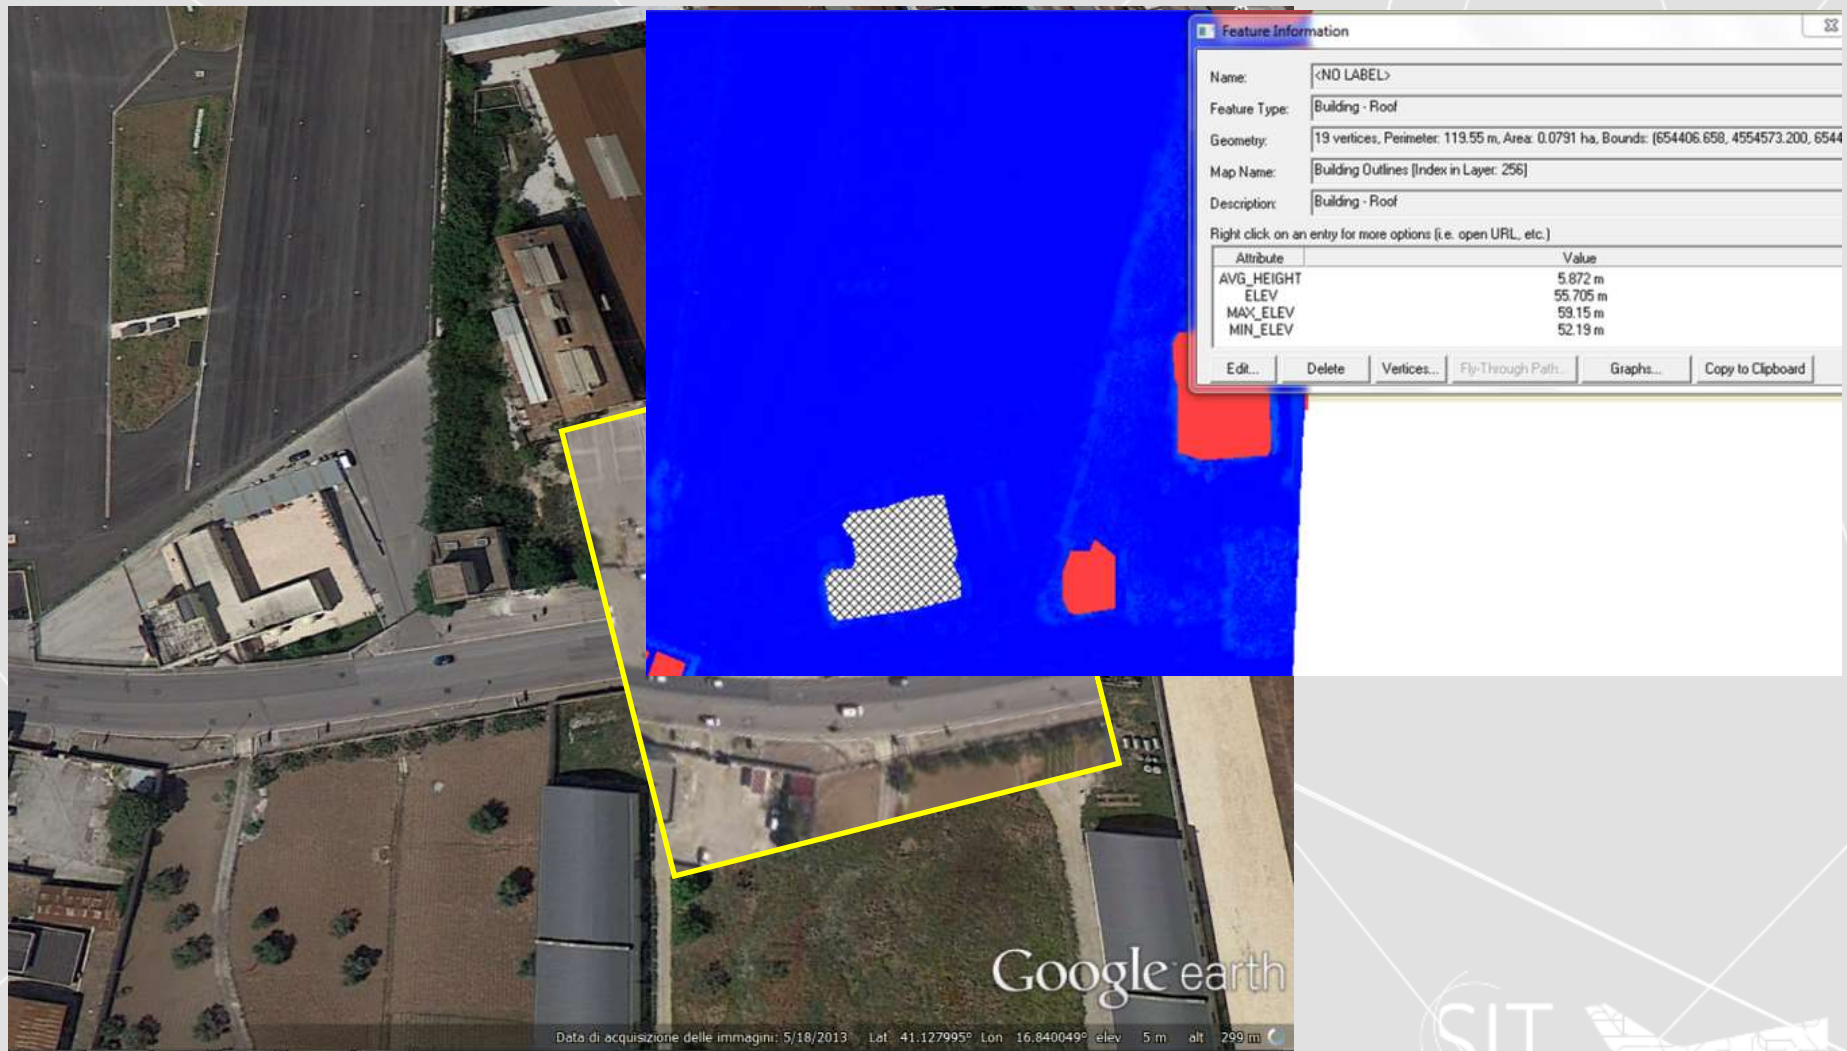 Feature Information
Name: <NO LABEL>
Feature Type: Building - Roof
Geometry: 19 vertices, Perimeter: 119.55 m, Area: 0.0791 ha, Bounds: (654406.658, 4554573.200, 6544
Map Name: Building Outlines [Index in Layer: 256]
Description: Building - Roof
Right click on an entry for more options (i.e. open URL, etc.)
Attribute Value
AVG_HEIGHT 5.872 m
ELEV 55.705 m
MAX_ELEV 59.15 m
MIN_ELEV 52.19 m
Edit... Delete Vertices... Fly-Through Path... Graphs... Copy to Clipboard
Google earth
Data di acquisizione delle immagini: 5/18/2013 Lat 41.127995° Lon 16.840049° elev 5 m alt 299 m
SIT